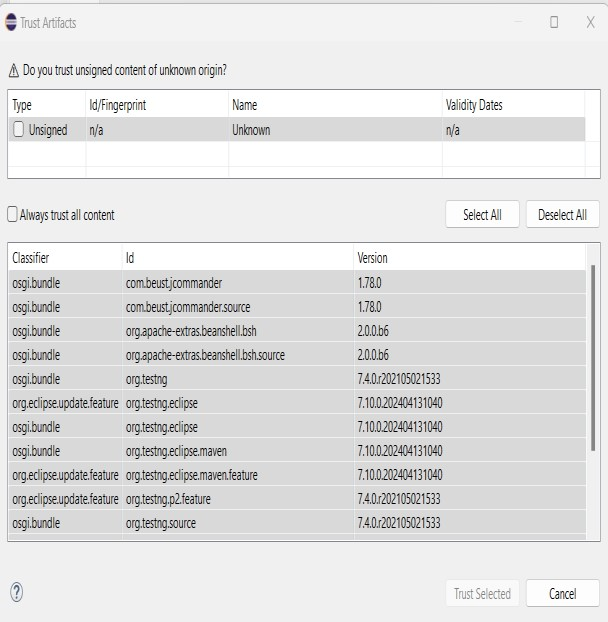 Trust Artifacts
Do you trust unsigned content of unknown origin?
Type Id/Fingerprint Name Validity Dates
Unsigned n/a Unknown n/a
Always trust all content Select All Deselect All
Classifier Id Version
osgi.bundle com.beust.jcommander 1.78.0
osgi.bundle com.beust.jcommander.source 1.78.0
osgi.bundle org.apache-extras.beanshell.bsh 2.0.0.b6
osgi.bundle org.apache-extras.beanshell.bsh.source 2.0.0.b6
osgi.bundle org.testng 7.4.0.r202105021533
org.eclipse.update.feature org.testng.eclipse 7.10.0.202404131040
osgi.bundle org.testng.eclipse 7.10.0.202404131040
osgi.bundle org.testng.eclipse.maven 7.10.0.202404131040
org.eclipse.update.feature org.testng.eclipse.maven.feature 7.10.0.202404131040
org.eclipse.update.feature org.testng.p2.feature 7.4.0.r202105021533
osgi.bundle org.testng.source 7.4.0.r202105021533
? Trust Selected Cancel